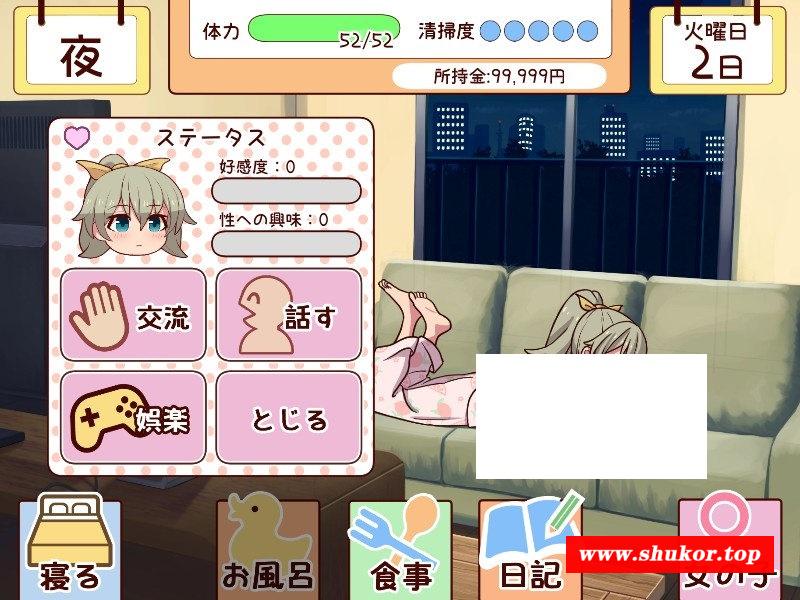 夜
体力
52/52
清掃度
所持金:99,999円
火曜日
2日
ステータス
好感度：0
性への興味：0
交流
話す
娯楽
とじる
寝る
お風呂
食事
日記
www.shukor.top